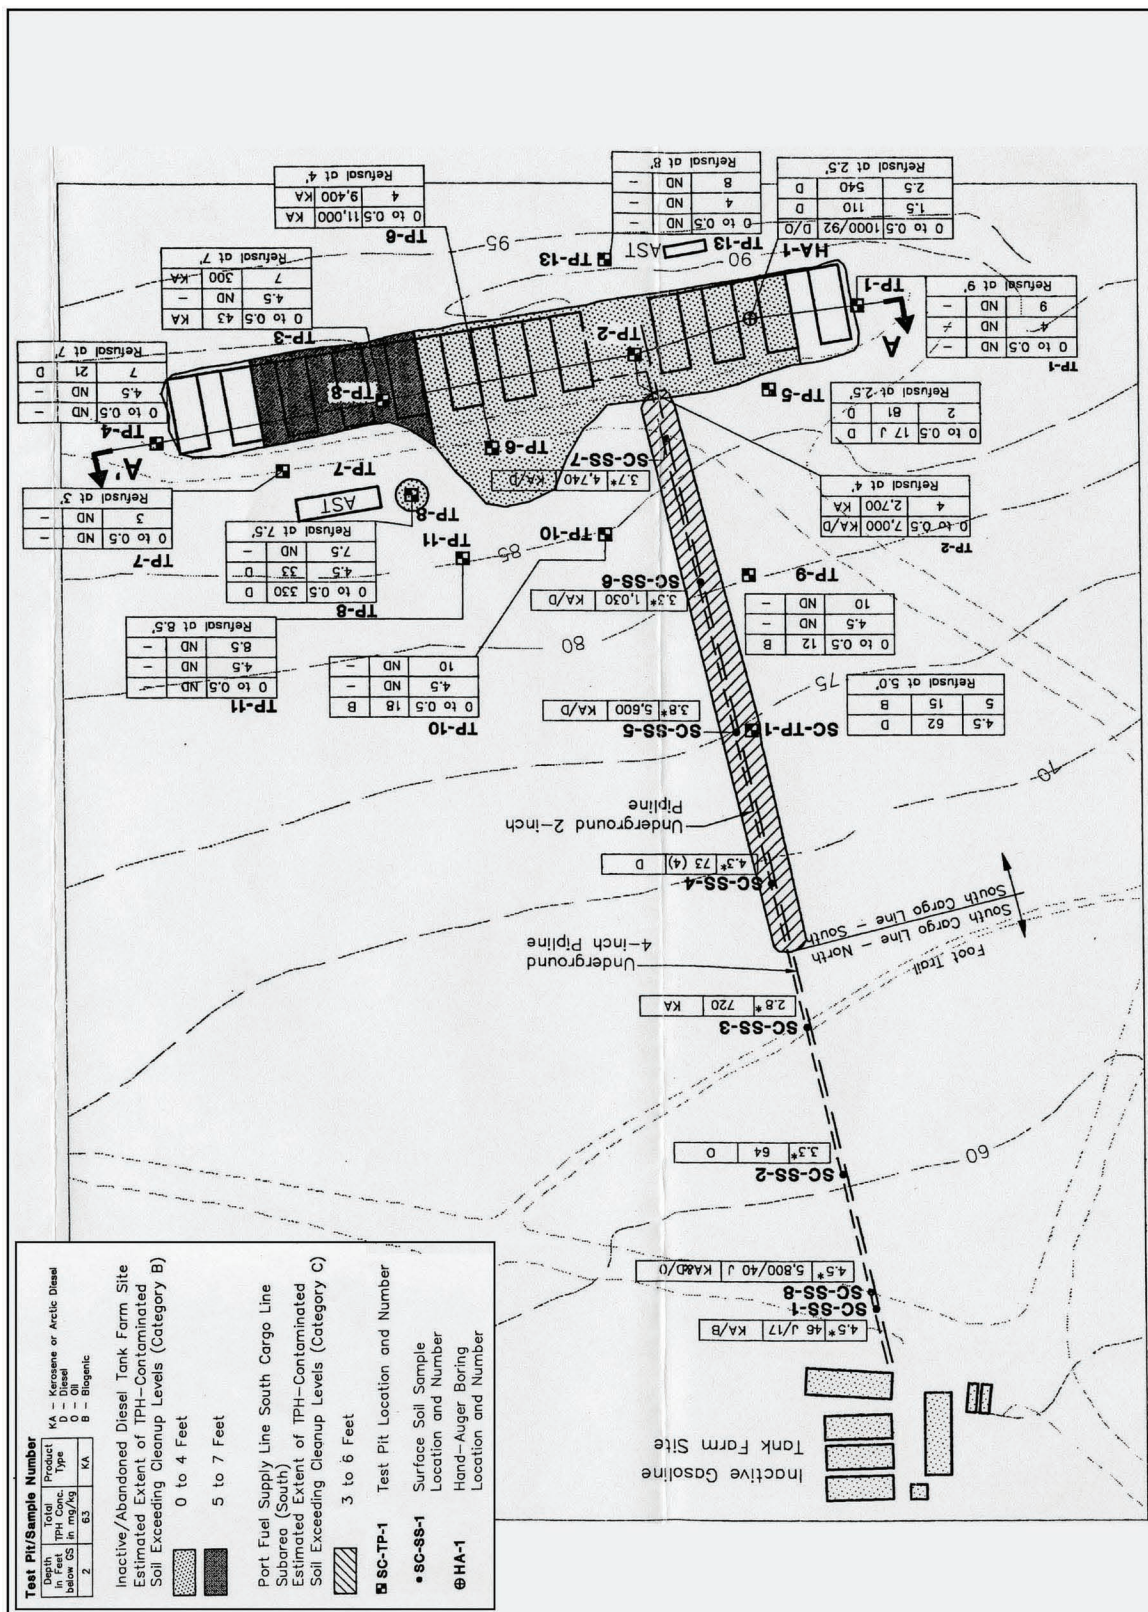 Test Pit/Sample Number
Depth in Feet below GS | Total TPH Conc. in mg/kg | Product Type
2 | 63 | KA
KA – Kerosene or Arctic Diesel
D – Diesel
O – Oil
B – Biogenic
Inactive/Abandoned Diesel Tank Farm Site
Estimated Extent of TPH-Contaminated
Soil Exceeding Cleanup Levels (Category B)
0 to 4 Feet
5 to 7 Feet
Port Fuel Supply Line South Cargo Line
Subarea (South)
Estimated Extent of TPH-Contaminated
Soil Exceeding Cleanup Levels (Category C)
3 to 6 Feet
SC-TP-1 Test Pit Location and Number
SC-SS-1 Surface Soil Sample
Location and Number
HA-1 Hand-Auger Boring
Location and Number
Inactive Gasoline
Tank Farm Site
4.5* 46 J/17 KA/B
SC-SS-1
SC-SS-8
4.5* 5,800/40 J KA&D/O
SC-SS-2
3.3* 64 D
60
SC-SS-3
2.8* 720 KA
Foot Trail
Underground
4-inch Pipline
South Cargo Line – North
South Cargo Line – South
SC-SS-4
4.3* 73 (4) D
70
Underground 2-inch
Pipline
4.5 62 D
5 15 B
Refusal at 5.0'
SC-TP-1
SC-SS-5
3.8* 5,600 KA/D
75
TP-10
0 to 0.5 18 B
4.5 ND –
10 ND –
TP-11
0 to 0.5 ND –
4.5 ND –
8.5 ND –
Refusal at 8.5'
80
0 to 0.5 12 B
4.5 ND –
10 ND –
TP-9
3.3* 1,030 KA/D
SC-SS-6
TP-8
0 to 0.5 330 D
4.5 33 D
7.5 ND –
Refusal at 7.5'
TP-7
0 to 0.5 ND –
3 ND –
Refusal at 3'
TP-2
0 to 0.5 7,000 KA/D
4 2,700 KA
Refusal at 4'
85
TP-10
TP-11
TP-8
AST
TP-7
3.7* 4,740 KA/D
SC-SS-7
TP-6
A'
TP-4
0 to 0.5 ND –
4.5 ND –
7 21 D
Refusal at 7'
0 to 0.5 17 J D
2 81 D
Refusal at 2.5'
TP-5
TP-8
TP-2
TP-1
0 to 0.5 ND –
4 ND –
9 ND –
Refusal at 9'
A
TP-1
TP-3
0 to 0.5 43 KA
4.5 ND –
7 300 KA
Refusal at 7'
90
95
AST
TP-13
HA-1
0 to 0.5 1000/92 D/O
1.5 110 D
2.5 540 D
Refusal at 2.5'
TP-13
0 to 0.5 ND –
4 ND –
8 ND –
Refusal at 8'
TP-6
0 to 0.5 11,000 KA
4 9,400 KA
Refusal at 4'